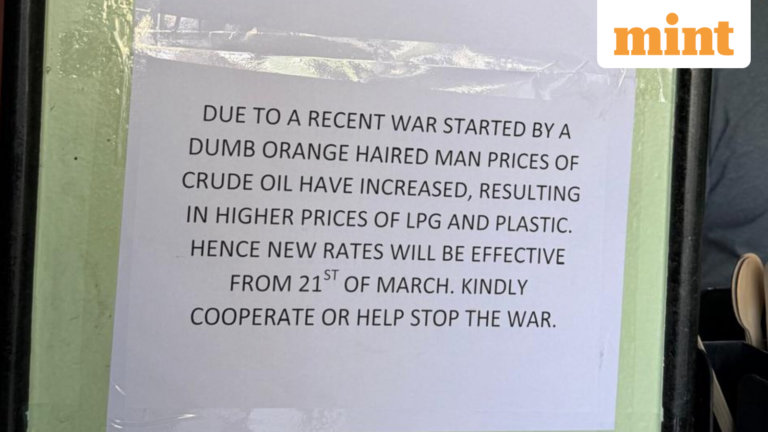 mint
DUE TO A RECENT WAR STARTED BY A
DUMB ORANGE HAIRED MAN PRICES OF
CRUDE OIL HAVE INCREASED, RESULTING
IN HIGHER PRICES OF LPG AND PLASTIC.
HENCE NEW RATES WILL BE EFFECTIVE
FROM 21ST OF MARCH. KINDLY
COOPERATE OR HELP STOP THE WAR.